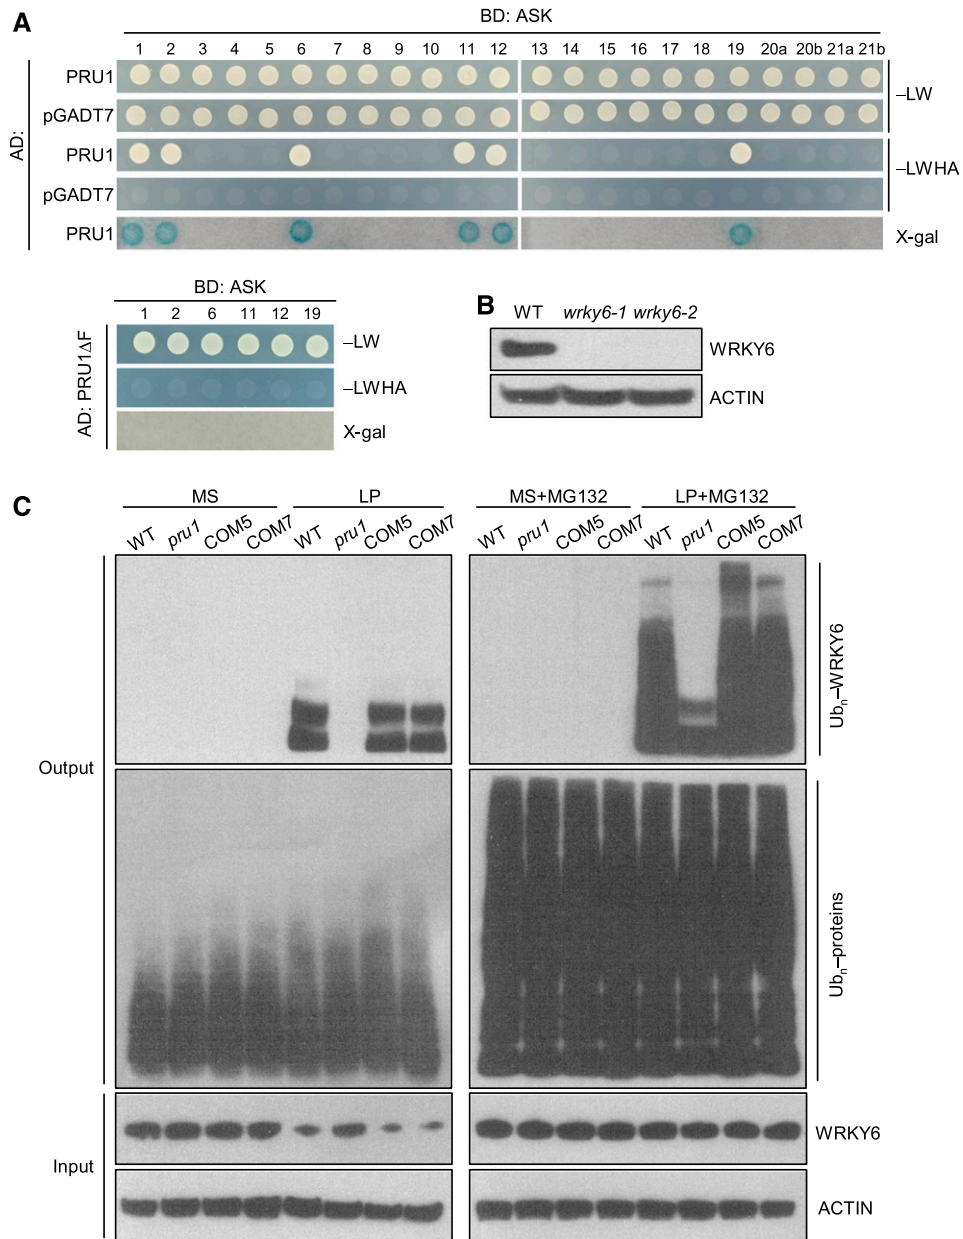 A
BD: ASK
1 2 3 4 5 6 7 8 9 10 11 12 13 14 15 16 17 18 19 20a 20b 21a 21b
AD:
PRU1
pGADT7
–LW
PRU1
pGADT7
–LWHA
PRU1
X-gal
BD: ASK
1 2 6 11 12 19
AD: PRU1ΔF
–LW
–LWHA
X-gal
B
WT wrky6-1 wrky6-2
WRKY6
ACTIN
C
MS LP MS+MG132 LP+MG132
WT pru1 COM5 COM7 WT pru1 COM5 COM7 WT pru1 COM5 COM7 WT pru1 COM5 COM7
Output
Ubn–WRKY6
Ubn–proteins
Input
WRKY6
ACTIN